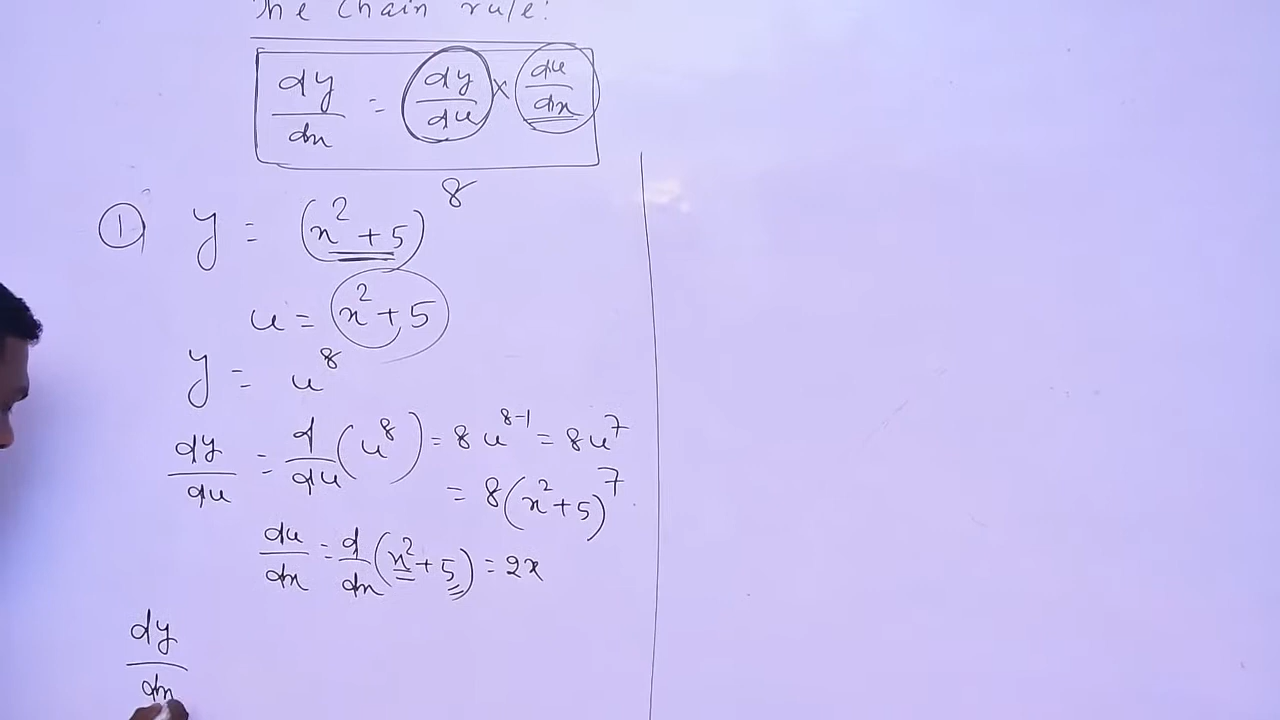 The Chain rule:
dy/dx = dy/du × du/dx
① y = (x² + 5)⁸
u = x² + 5
y = u⁸
dy/du = d/du (u⁸) = 8u⁸⁻¹ = 8u⁷
= 8(x² + 5)⁷
du/dx = d/dx (x² + 5) = 2x
dy/dx